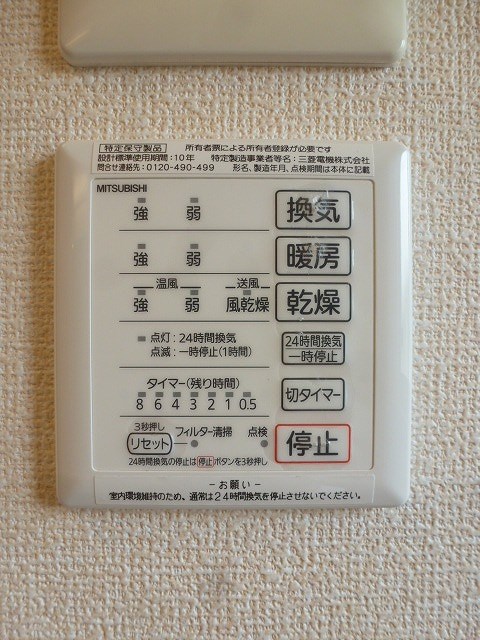 特定保守製品 所有者票による所有者登録が必要です
設計標準使用期間:10年 特定製造事業者等名:三菱電機株式会社
問合せ連絡先:0120-490-499 形名、製造年月、点検期間は本体に記載
MITSUBISHI
強 弱 換気
強 弱 暖房
温風 送風
強 弱 風乾燥 乾燥
点灯:24時間換気
点滅:一時停止(1時間)
24時間換気
一時停止
タイマー(残り時間)
8 6 4 3 2 1 0.5
切タイマー
3秒押し
リセット フィルター清掃 点検
停止
24時間換気の停止は停止ボタンを3秒押し
-お願い-
室内環境維持のため、通常は24時間換気を停止させないでください。